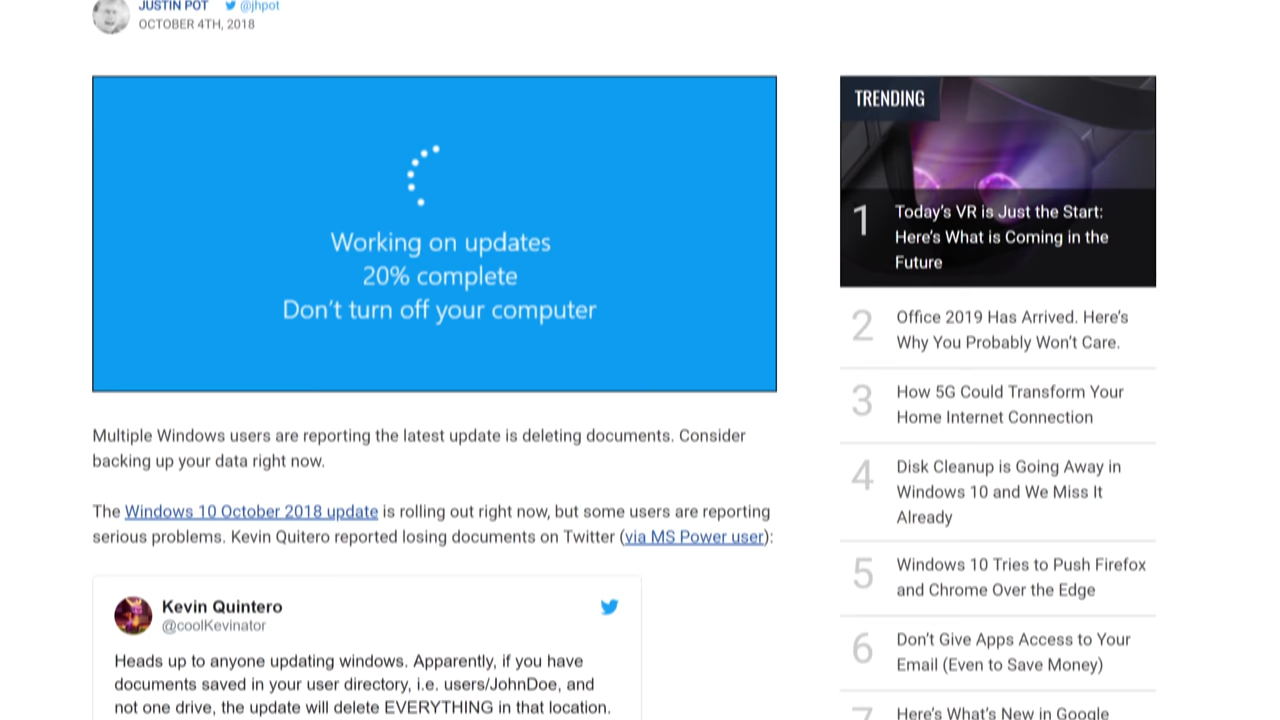 JUSTIN POT @jhpot
OCTOBER 4TH, 2018
Working on updates
20% complete
Don't turn off your computer
Multiple Windows users are reporting the latest update is deleting documents. Consider
backing up your data right now.
The Windows 10 October 2018 update is rolling out right now, but some users are reporting
serious problems. Kevin Quitero reported losing documents on Twitter (via MS Power user):
Kevin Quintero
@coolKevinator
Heads up to anyone updating windows. Apparently, if you have
documents saved in your user directory, i.e. users/JohnDoe, and
not one drive, the update will delete EVERYTHING in that location.
TRENDING
1 Today's VR is Just the Start:
Here's What is Coming in the
Future
2 Office 2019 Has Arrived. Here's
Why You Probably Won't Care.
3 How 5G Could Transform Your
Home Internet Connection
4 Disk Cleanup is Going Away in
Windows 10 and We Miss It
Already
5 Windows 10 Tries to Push Firefox
and Chrome Over the Edge
6 Don't Give Apps Access to Your
Email (Even to Save Money)
7 Here's What's New in Google